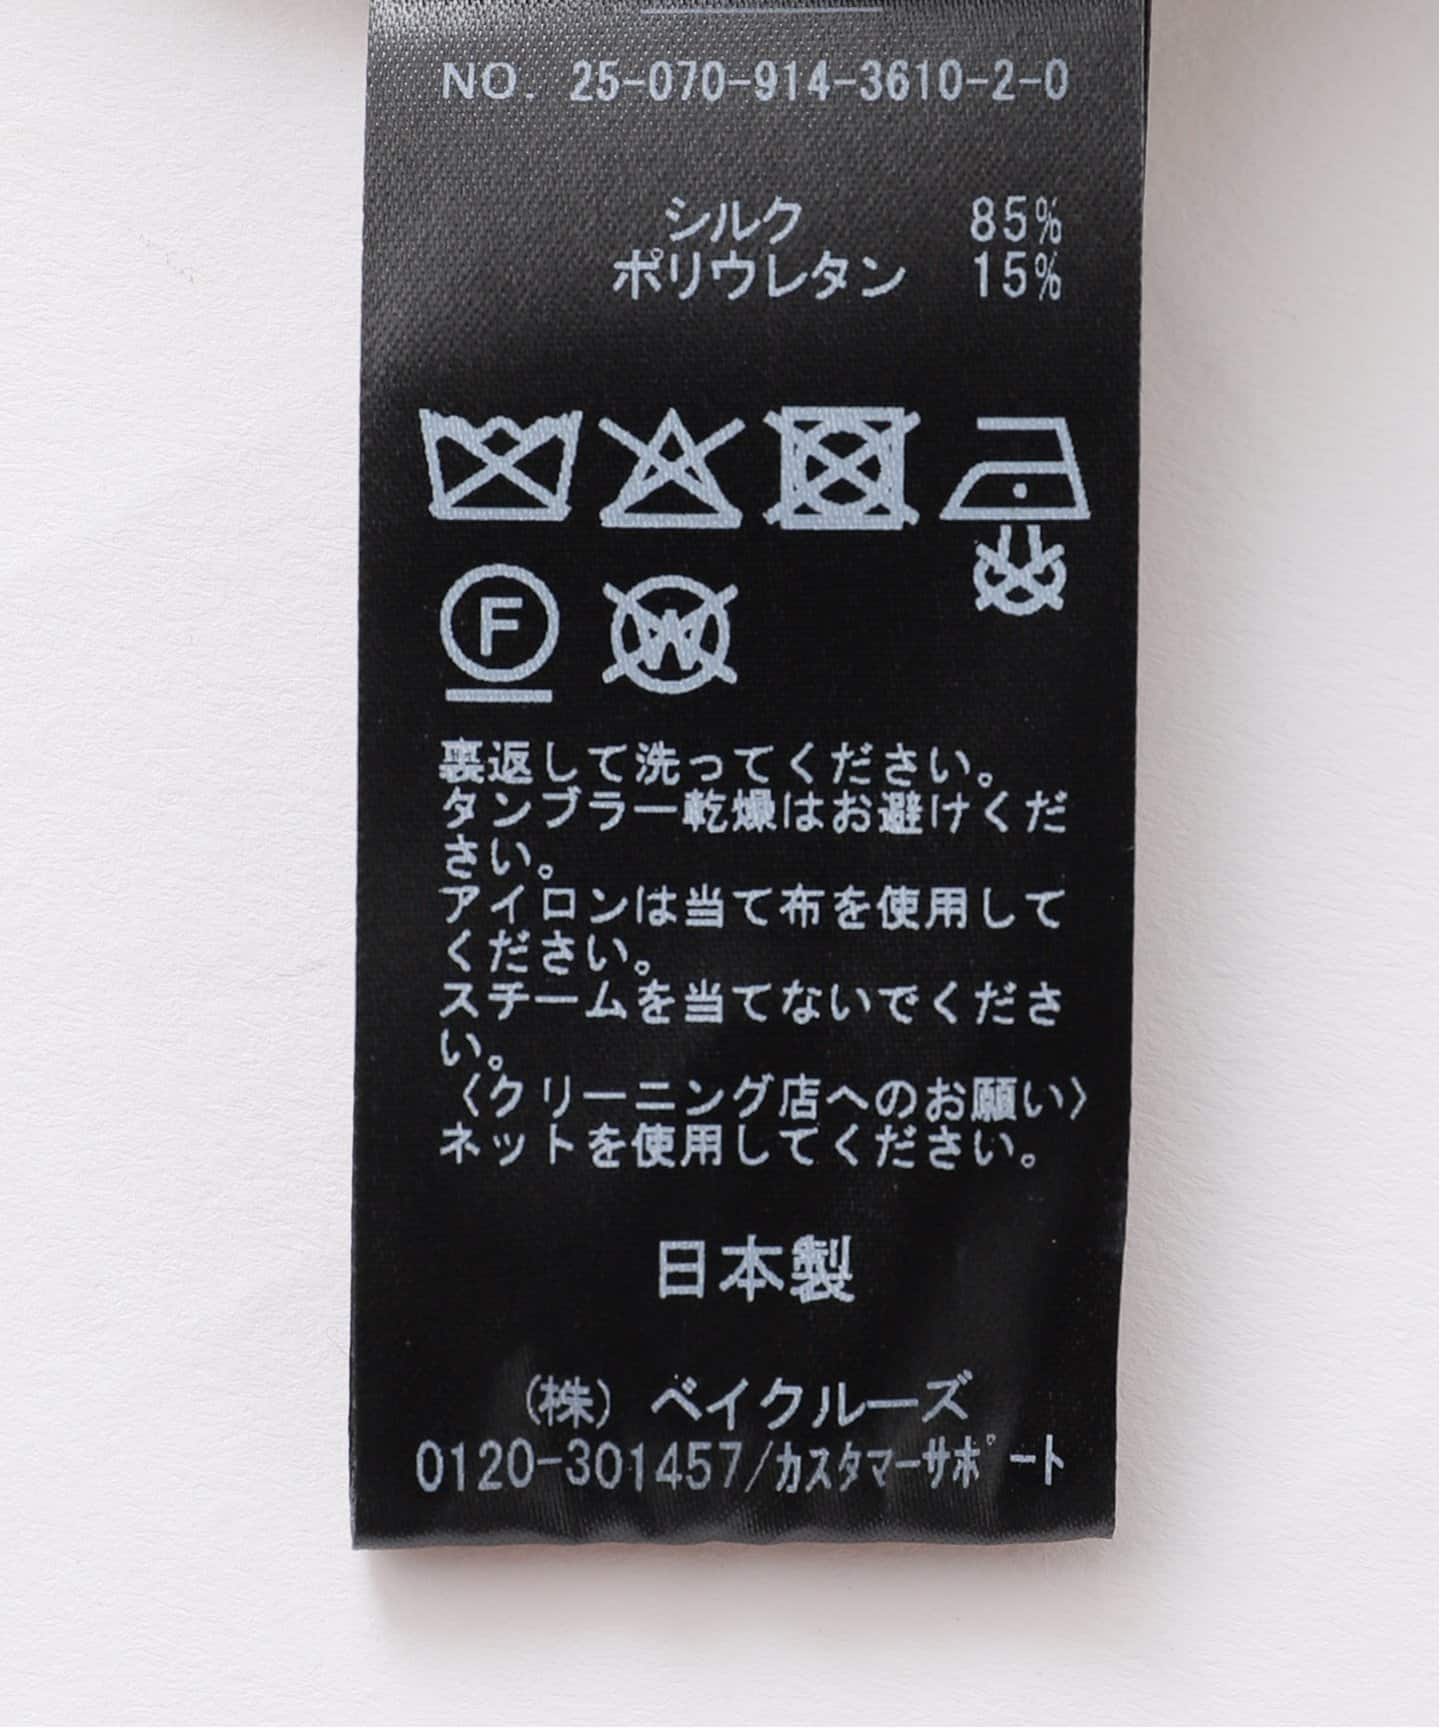 NO. 25-070-914-3610-2-0
シルク 85%
ポリウレタン 15%
F
W
裏返して洗ってください。
タンブラー乾燥はお避けくだ
さい。
アイロンは当て布を使用して
ください。
スチームを当てないでくださ
い。
〈クリーニング店へのお願い〉
ネットを使用してください。
日本製
(株) ベイクルーズ
0120-301457/カスタマーサポート